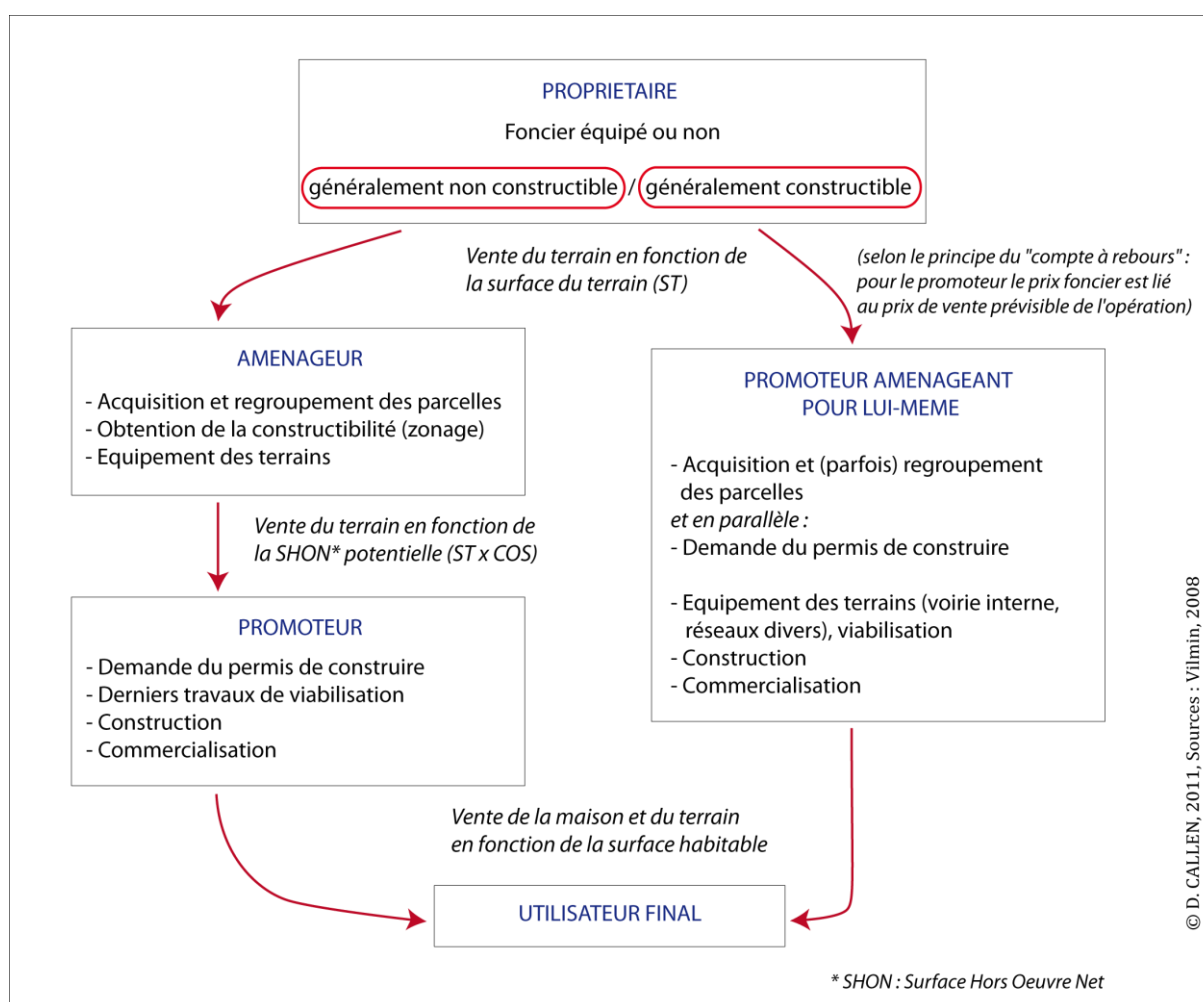 PROPRIETAIRE
Foncier équipé ou non
généralement non constructible / généralement constructible
Vente du terrain en fonction de
la surface du terrain (ST)
(selon le principe du "compte à rebours" :
pour le promoteur le prix foncier est lié
au prix de vente prévisible de l'opération)
AMENAGEUR
- Acquisition et regroupement des parcelles
- Obtention de la constructibilité (zonage)
- Equipement des terrains
Vente du terrain en fonction de
la SHON* potentielle (ST x COS)
PROMOTEUR
- Demande du permis de construire
- Derniers travaux de viabilisation
- Construction
- Commercialisation
PROMOTEUR AMENAGEANT
POUR LUI-MEME
- Acquisition et (parfois) regroupement
des parcelles
et en parallèle :
- Demande du permis de construire
- Equipement des terrains (voirie interne,
réseaux divers), viabilisation
- Construction
- Commercialisation
Vente de la maison et du terrain
en fonction de la surface habitable
UTILISATEUR FINAL
* SHON : Surface Hors Oeuvre Net
© D. CALLEN, 2011, Sources : Vilmin, 2008